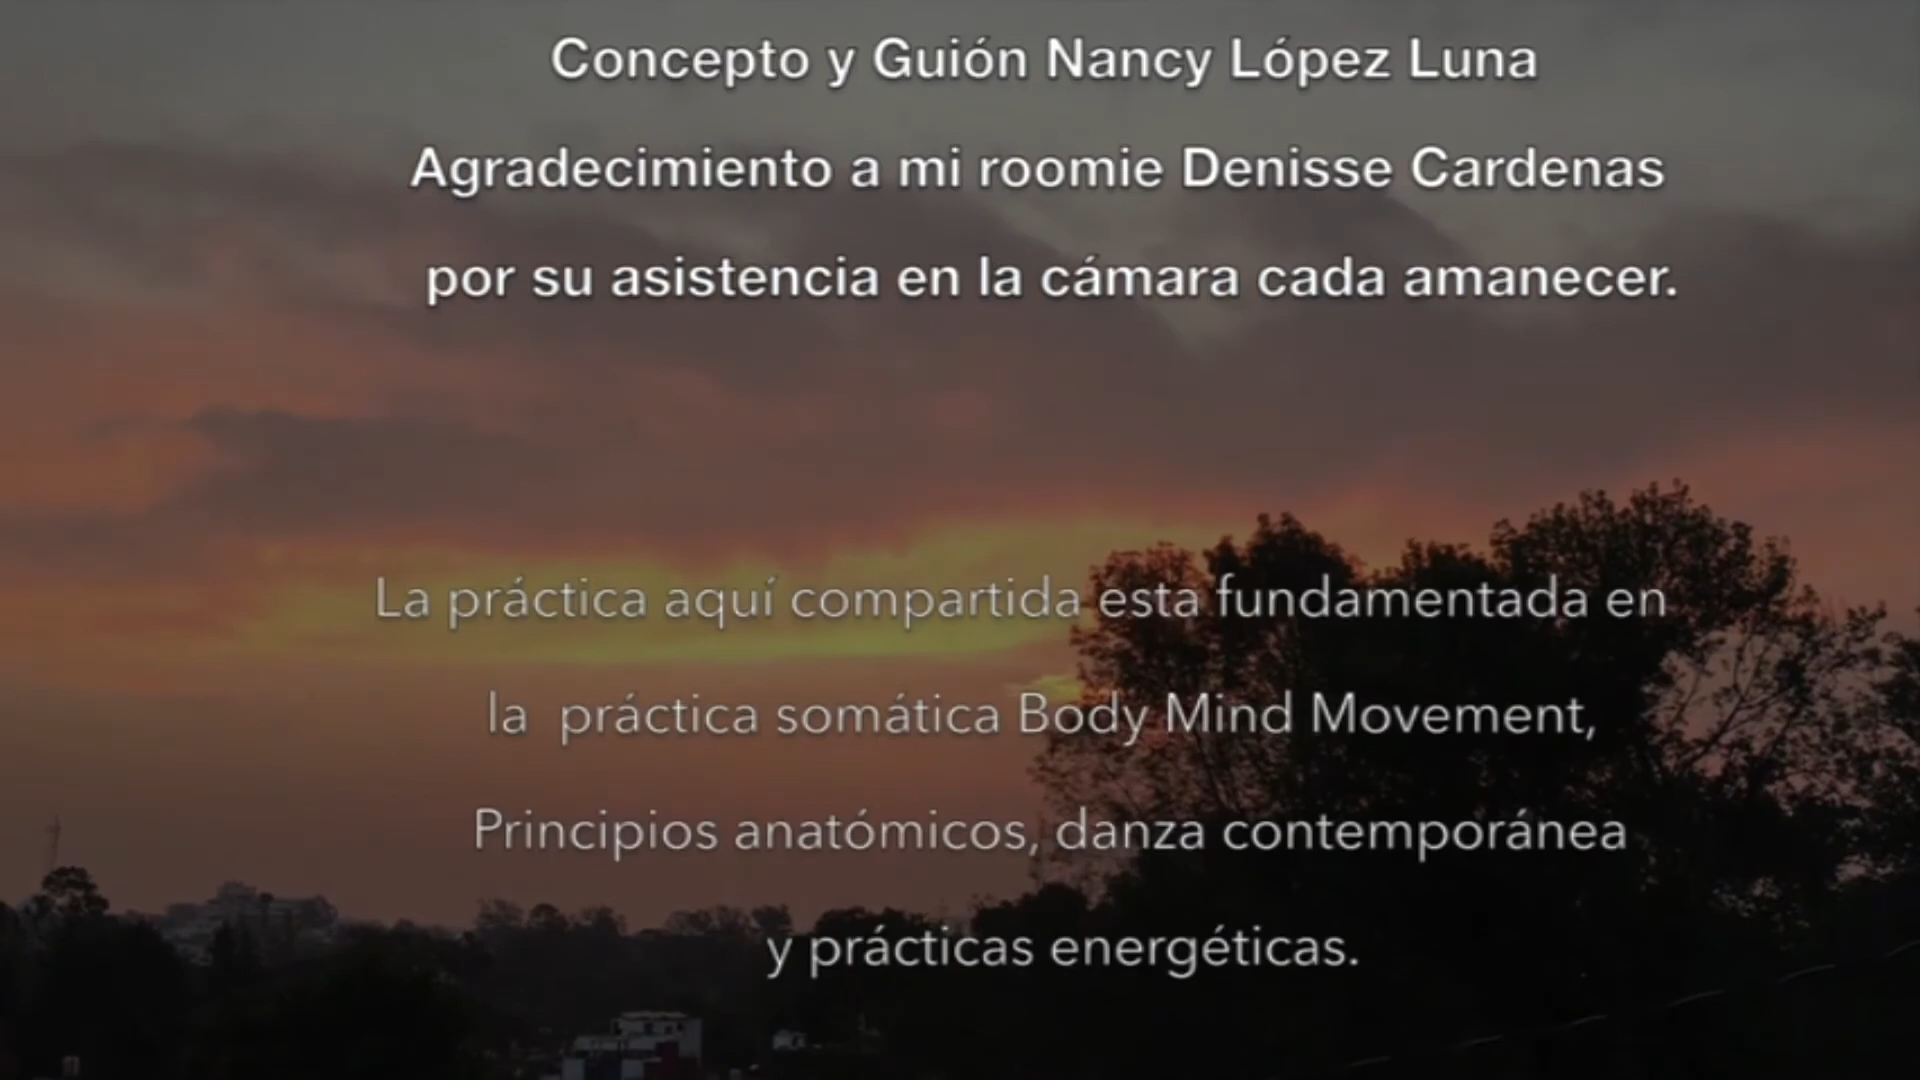 Concepto y Guión Nancy López Luna
Agradecimiento a mi roomie Denisse Cardenas
por su asistencia en la cámara cada amanecer.
La práctica aquí compartida esta fundamentada en
la práctica somática Body Mind Movement,
Principios anatómicos, danza contemporánea
y prácticas energéticas.